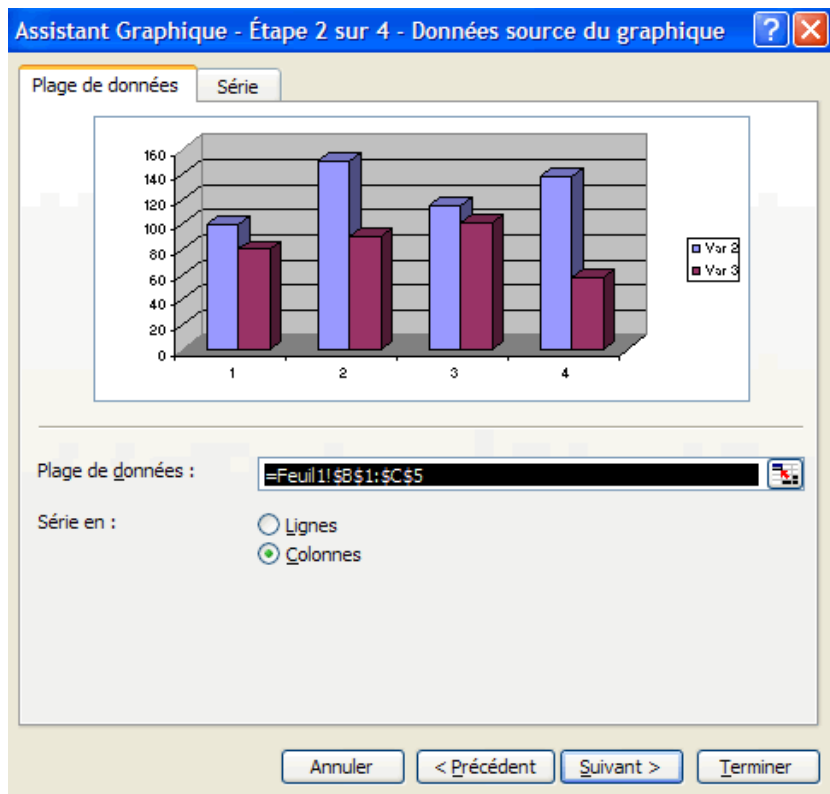 Assistant Graphique - Étape 2 sur 4 - Données source du graphique
Plage de données
Série
160
140
120
100
80
60
40
20
0
1
2
3
4
Var 2
Var 3
Plage de données :
=Feuil1!$B$1:$C$5
Série en :
Lignes
Colonnes
Annuler
< Précédent
Suivant >
Terminer